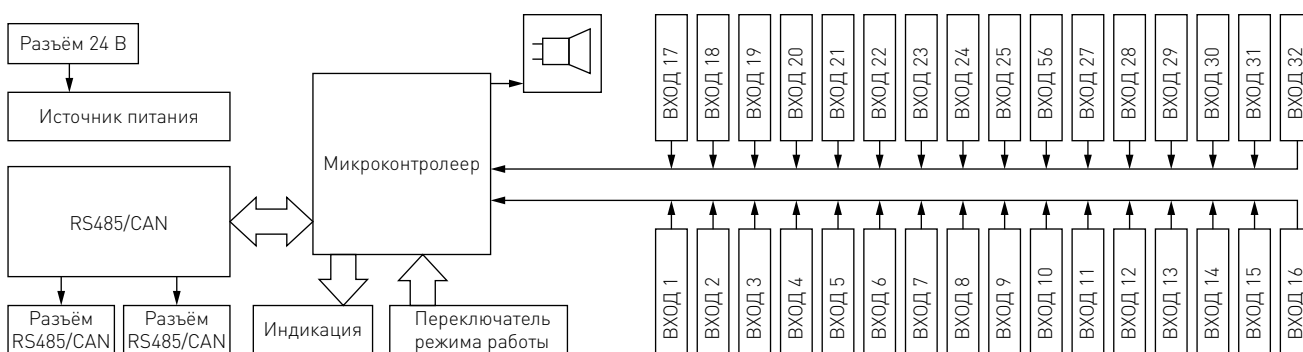 Разъём 24 В
Источник питания
RS485/CAN
Разъём
RS485/CAN
Разъём
RS485/CAN
Микроконтролеер
Индикация
Переключатель
режима работы
ВХОД 17
ВХОД 18
ВХОД 19
ВХОД 20
ВХОД 21
ВХОД 22
ВХОД 23
ВХОД 24
ВХОД 25
ВХОД 56
ВХОД 27
ВХОД 28
ВХОД 29
ВХОД 30
ВХОД 31
ВХОД 32
ВХОД 1
ВХОД 2
ВХОД 3
ВХОД 4
ВХОД 5
ВХОД 6
ВХОД 7
ВХОД 8
ВХОД 9
ВХОД 10
ВХОД 11
ВХОД 12
ВХОД 13
ВХОД 14
ВХОД 15
ВХОД 16